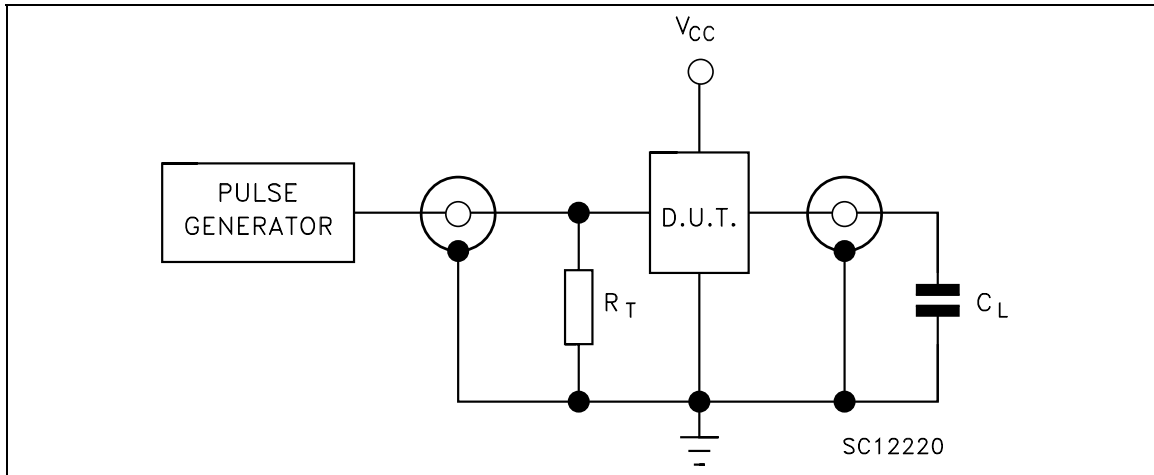 VCC
PULSE
GENERATOR
D.U.T.
RT
CL
SC12220